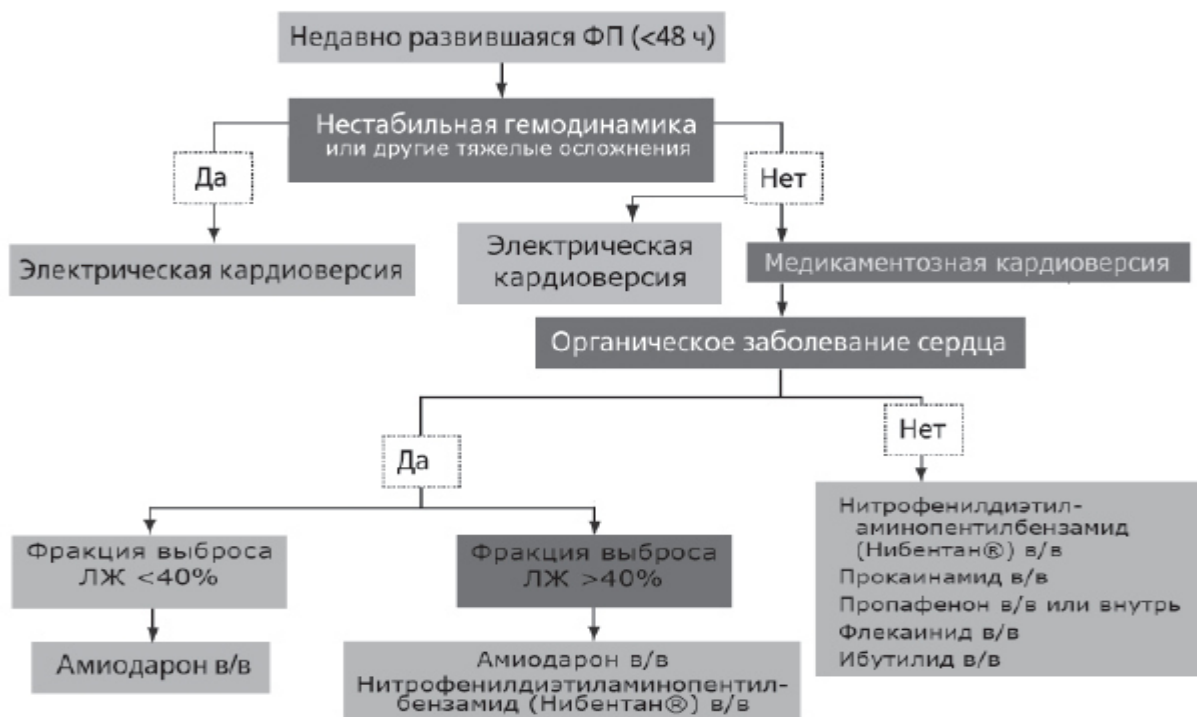 Недавно развившаяся ФП (<48 ч)
Нестабильная гемодинамика
или другие тяжелые осложнения
Да
Нет
Электрическая кардиоверсия
Электрическая
кардиоверсия
Медикаментозная кардиоверсия
Органическое заболевание сердца
Да
Нет
Фракция выброса
ЛЖ <40%
Фракция выброса
ЛЖ >40%
Нитрофенилдиэтил-
аминопентилбензамид
(Нибентан®) в/в
Прокаинамид в/в
Пропафенон в/в или внутрь
Флекаинид в/в
Ибутилид в/в
Амиодарон в/в
Амиодарон в/в
Нитрофенилдиэтиламинопентил-
бензамид (Нибентан®) в/в